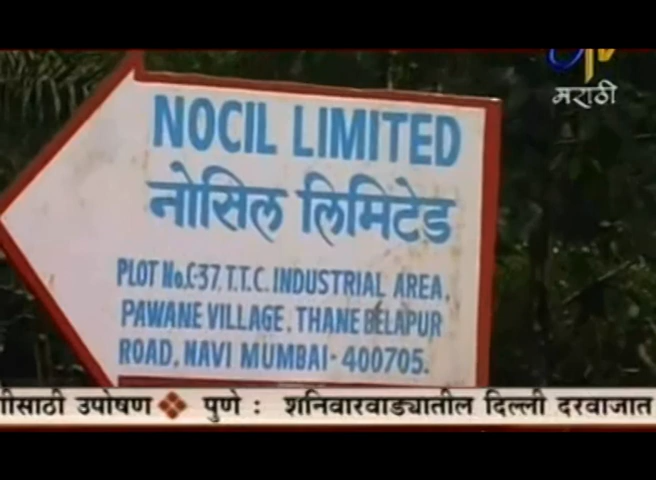 मराठी
NOCIL LIMITED
नोसिल लिमिटेड
PLOT No.C-37, T.T.C. INDUSTRIAL AREA,
PAWANE VILLAGE, THANE BELAPUR
ROAD, NAVI MUMBAI - 400705.
उपोषण ❖ पुणे : शनिवारवाड्यातील दिल्ली दरवाजात